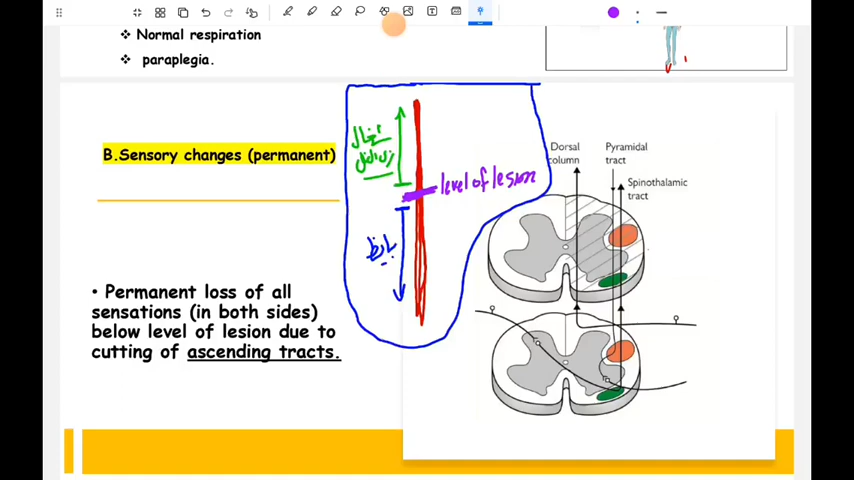 ❖ Normal respiration
❖ paraplegia.
B.Sensory changes (permanent)
level of lesion
Dorsal
column
Pyramidal
tract
Spinothalamic
tract
• Permanent loss of all
sensations (in both sides)
below level of lesion due to
cutting of ascending tracts.